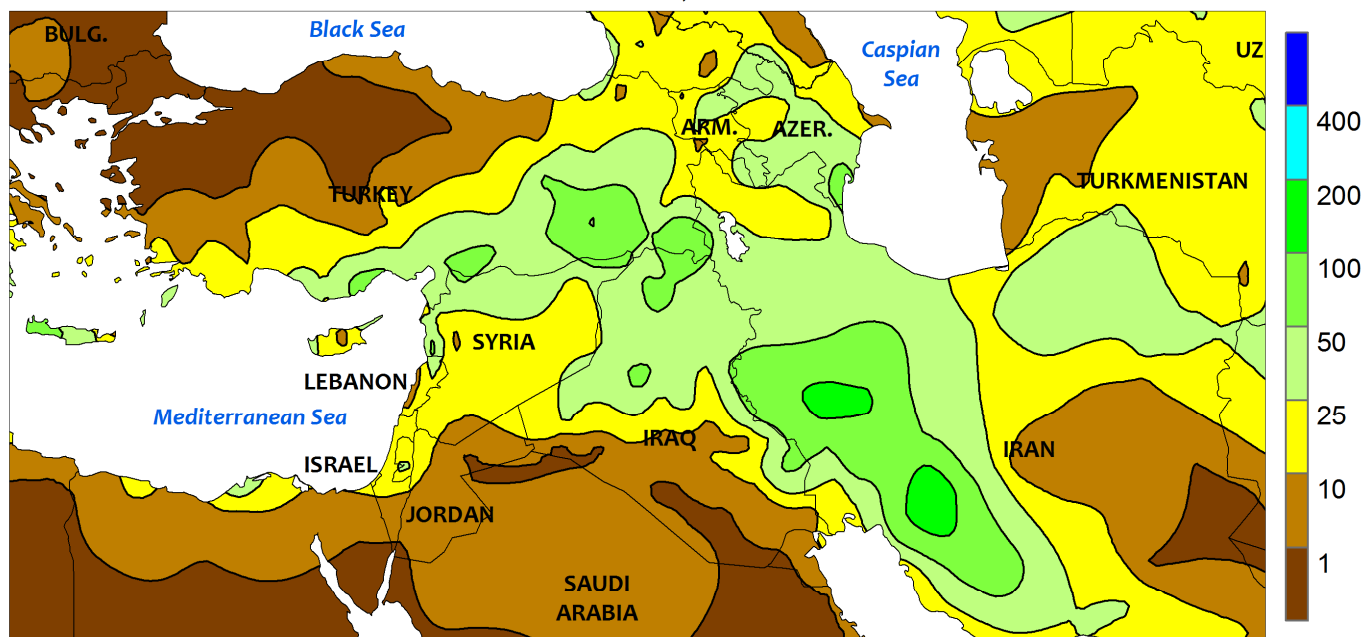 BULG.
Black Sea
Caspian
Sea
UZ
400
ARM.
AZER.
TURKEY
TURKMENISTAN
200
100
SYRIA
50
LEBANON
Mediterranean Sea
25
IRAQ
IRAN
ISRAEL
10
JORDAN
1
SAUDI
ARABIA